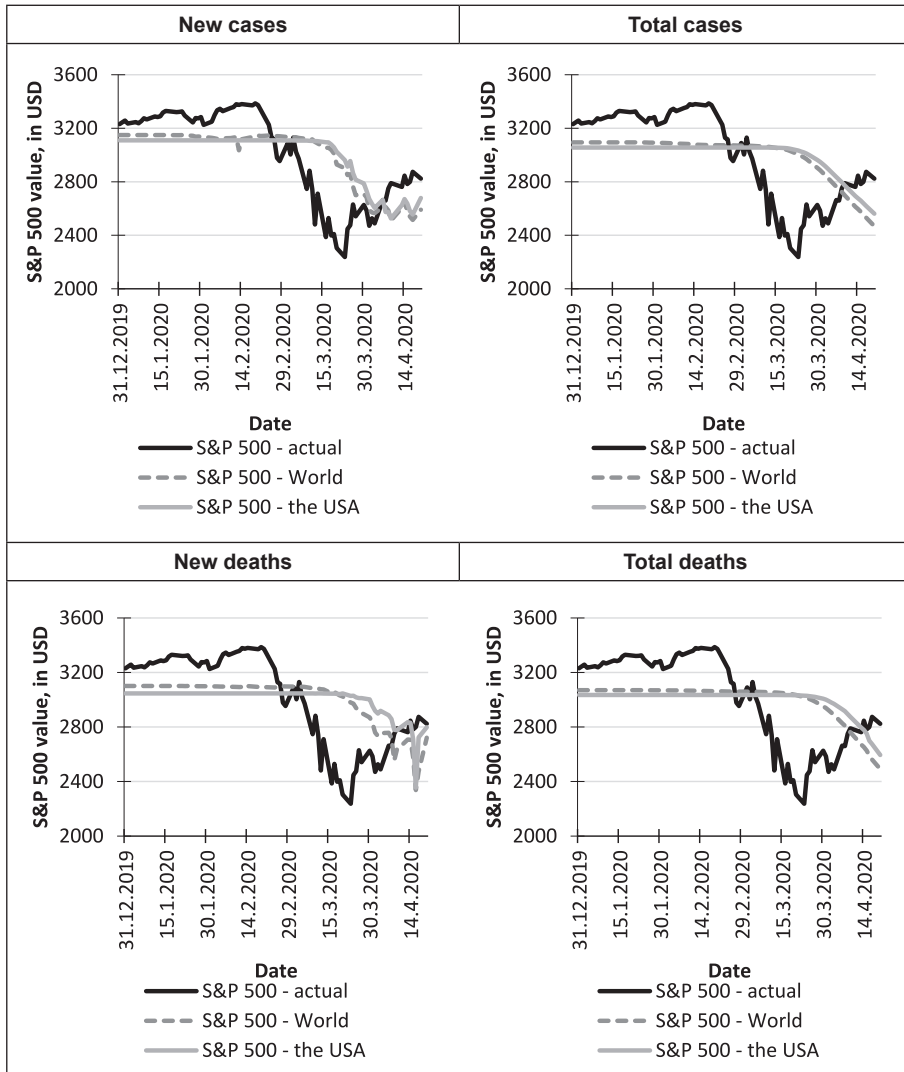 New cases
Total cases
S&P 500 value, in USD
3600
3200
2800
2400
2000
31.12.2019
15.1.2020
30.1.2020
14.2.2020
29.2.2020
15.3.2020
30.3.2020
14.4.2020
Date
S&P 500 - actual
S&P 500 - World
S&P 500 - the USA
S&P 500 value, in USD
3600
3200
2800
2400
2000
31.12.2019
15.1.2020
30.1.2020
14.2.2020
29.2.2020
15.3.2020
30.3.2020
14.4.2020
Date
S&P 500 - actual
S&P 500 - World
S&P 500 - the USA
New deaths
Total deaths
S&P 500 value, in USD
3600
3200
2800
2400
2000
31.12.2019
15.1.2020
30.1.2020
14.2.2020
29.2.2020
15.3.2020
30.3.2020
14.4.2020
Date
S&P 500 - actual
S&P 500 - World
S&P 500 - the USA
S&P 500 value, in USD
3600
3200
2800
2400
2000
31.12.2019
15.1.2020
30.1.2020
14.2.2020
29.2.2020
15.3.2020
30.3.2020
14.4.2020
Date
S&P 500 - actual
S&P 500 - World
S&P 500 - the USA